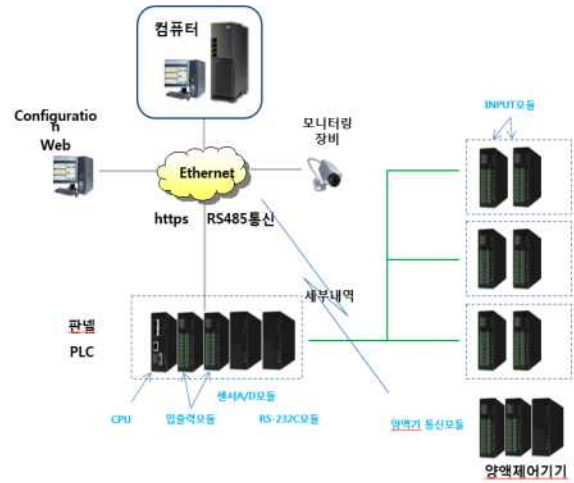 컴퓨터
Configuratio
n
Web
모니터링
장비
INPUT모듈
Ethernet
https RS485통신
세부내역
판넬
PLC
센서A/D모듈
CPU
입출력모듈
RS-232C모듈
양액기 통신모듈
양액제어기기